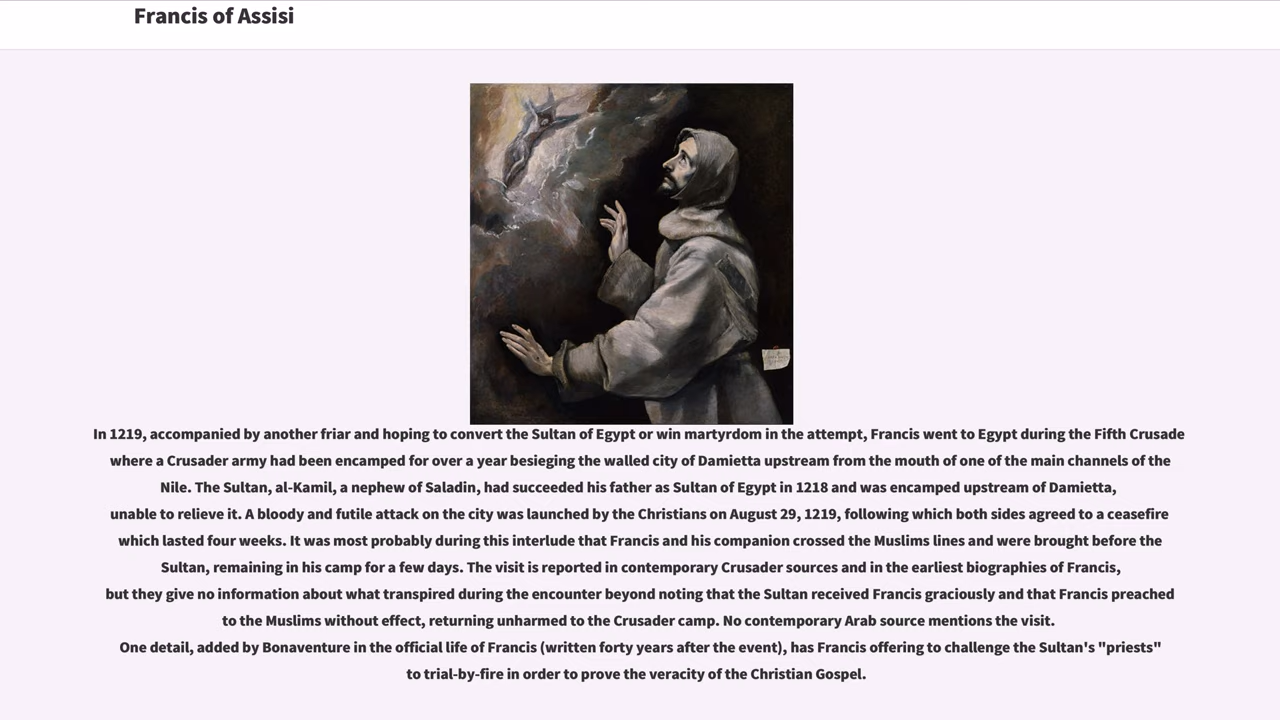 Francis of Assisi
In 1219, accompanied by another friar and hoping to convert the Sultan of Egypt or win martyrdom in the attempt, Francis went to Egypt during the Fifth Crusade
where a Crusader army had been encamped for over a year besieging the walled city of Damietta upstream from the mouth of one of the main channels of the
Nile. The Sultan, al-Kamil, a nephew of Saladin, had succeeded his father as Sultan of Egypt in 1218 and was encamped upstream of Damietta,
unable to relieve it. A bloody and futile attack on the city was launched by the Christians on August 29, 1219, following which both sides agreed to a ceasefire
which lasted four weeks. It was most probably during this interlude that Francis and his companion crossed the Muslims lines and were brought before the
Sultan, remaining in his camp for a few days. The visit is reported in contemporary Crusader sources and in the earliest biographies of Francis,
but they give no information about what transpired during the encounter beyond noting that the Sultan received Francis graciously and that Francis preached
to the Muslims without effect, returning unharmed to the Crusader camp. No contemporary Arab source mentions the visit.
One detail, added by Bonaventure in the official life of Francis (written forty years after the event), has Francis offering to challenge the Sultan's "priests"
to trial-by-fire in order to prove the veracity of the Christian Gospel.